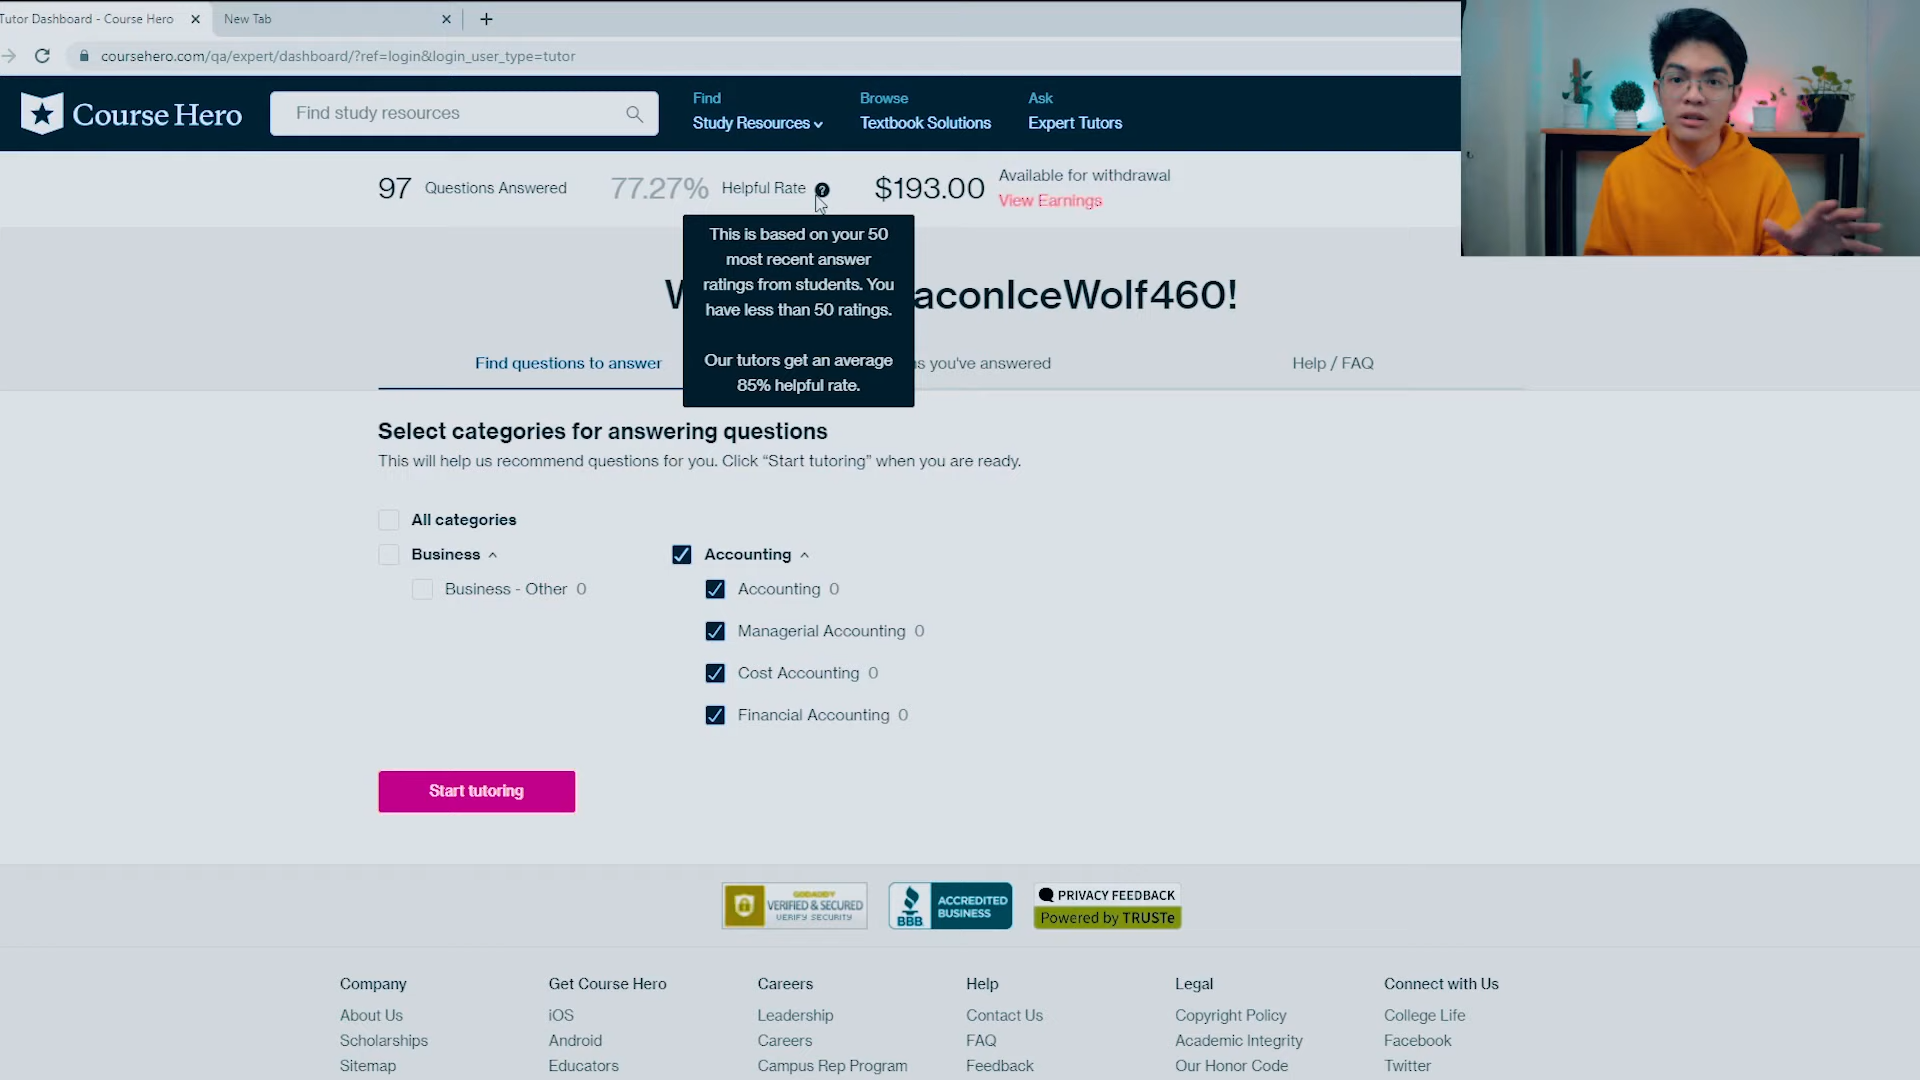 Tutor Dashboard - Course Hero
New Tab
coursehero.com/qa/expert/dashboard/?ref=login&login_user_type=tutor
Course Hero
Find study resources
Find
Study Resources
Browse
Textbook Solutions
Ask
Expert Tutors
97 Questions Answered
77.27% Helpful Rate ?
$193.00
Available for withdrawal
View Earnings
This is based on your 50
most recent answer
ratings from students. You
have less than 50 ratings.
Our tutors get an average
85% helpful rate.
aconIceWolf460!
Find questions to answer
you've answered
Help / FAQ
Select categories for answering questions
This will help us recommend questions for you. Click “Start tutoring” when you are ready.
All categories
Business
Business - Other 0
Accounting
Accounting 0
Managerial Accounting 0
Cost Accounting 0
Financial Accounting 0
Start tutoring
GODADDY
VERIFIED & SECURED
VERIFY SECURITY
BBB
ACCREDITED
BUSINESS
PRIVACY FEEDBACK
Powered by TRUSTe
Company
About Us
Scholarships
Sitemap
Get Course Hero
iOS
Android
Educators
Careers
Leadership
Careers
Campus Rep Program
Help
Contact Us
FAQ
Feedback
Legal
Copyright Policy
Academic Integrity
Our Honor Code
Connect with Us
College Life
Facebook
Twitter